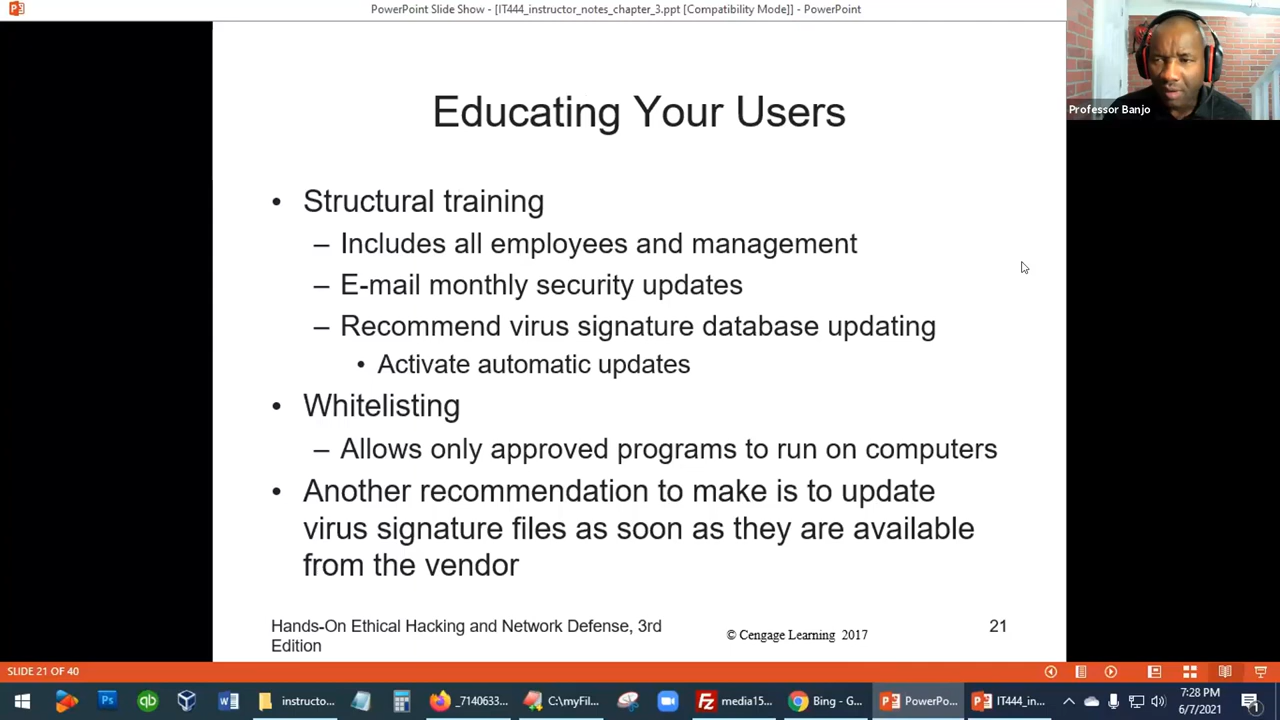 PowerPoint Slide Show - [IT444_instructor_notes_chapter_3.ppt [Compatibility Mode]] - PowerPoint
Professor Banjo
Educating Your Users
• Structural training
– Includes all employees and management
– E-mail monthly security updates
– Recommend virus signature database updating
• Activate automatic updates
• Whitelisting
– Allows only approved programs to run on computers
• Another recommendation to make is to update
virus signature files as soon as they are available
from the vendor
Hands-On Ethical Hacking and Network Defense, 3rd
Edition
© Cengage Learning 2017
21
SLIDE 21 OF 40
instructo...
_7140633...
C:\myFil...
media15...
Bing - G...
PowerPo...
IT444_in...
7:28 PM
6/7/2021